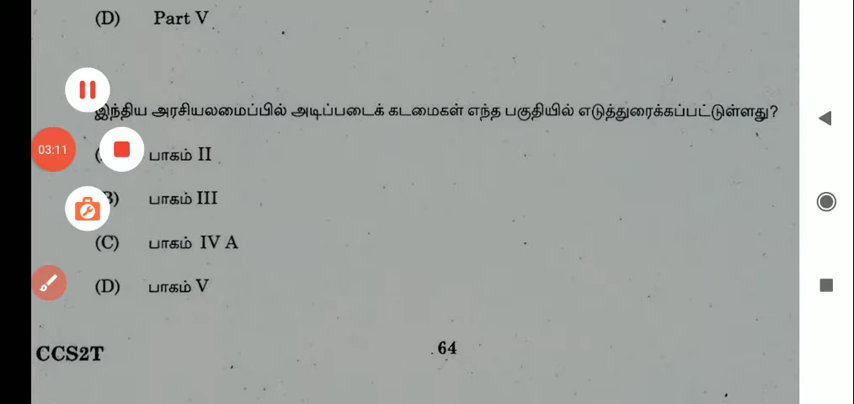 (D) Part V
இந்திய அரசியலமைப்பில் அடிப்படைக் கடமைகள் எந்த பகுதியில் எடுத்துரைக்கப்பட்டுள்ளது?
03:11
பாகம் II
பாகம் III
(C) பாகம் IV A
(D) பாகம் V
CCS2T 64